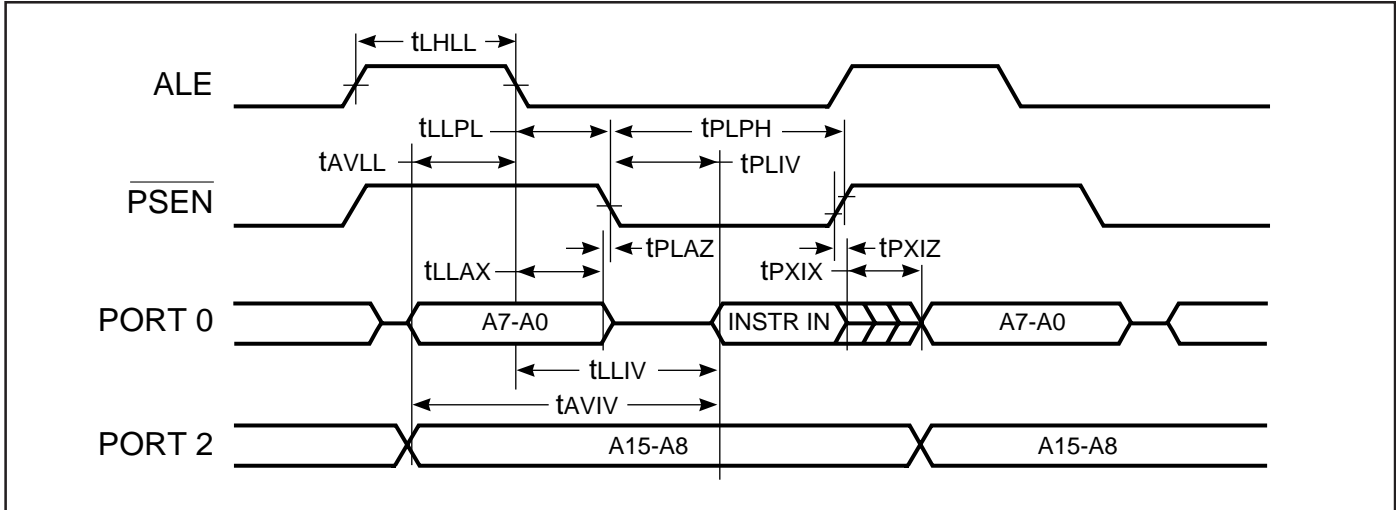 tLHLL
ALE
tLLPL
tPLPH
tAVLL
tPLIV
PSEN
tPLAZ
tPXIZ
tLLAX
tPXIX
PORT 0
A7-A0
INSTR IN
A7-A0
tLLIV
tAVIV
PORT 2
A15-A8
A15-A8